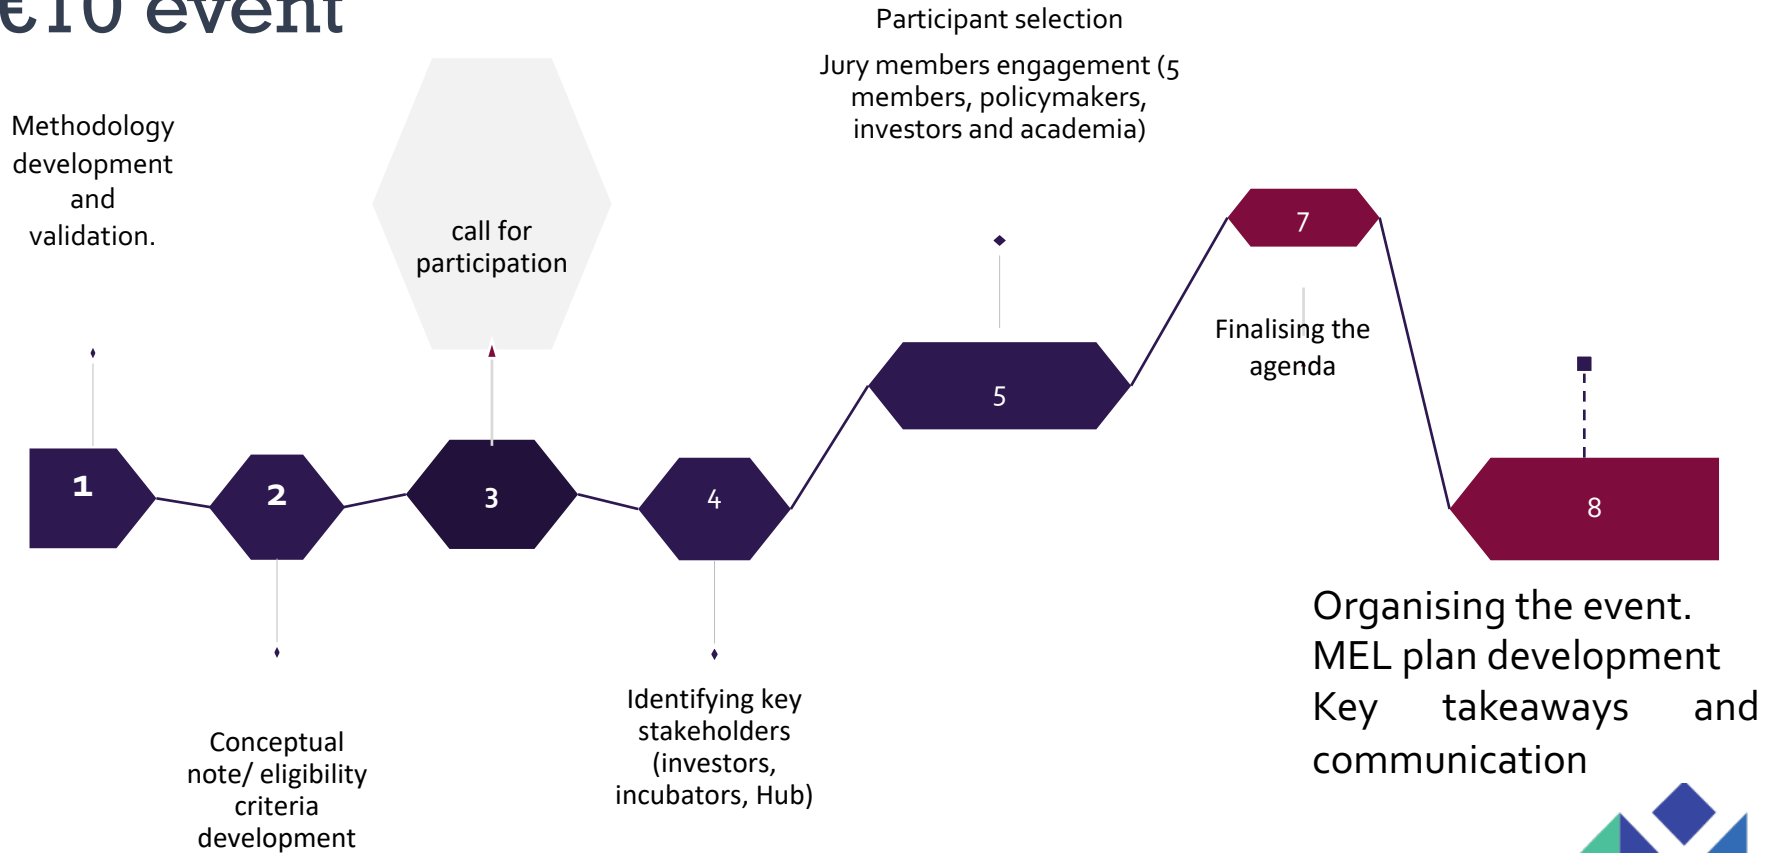 €10 event
Participant selection
Jury members engagement (5
members, policymakers,
investors and academia)
Methodology
development
and
validation.
call for
participation
7
Finalising the
agenda
5
1
2
3
4
8
Organising the event.
MEL plan development
Key takeaways and
communication
Identifying key
stakeholders
(investors,
incubators, Hub)
Conceptual
note/ eligibility
criteria
development